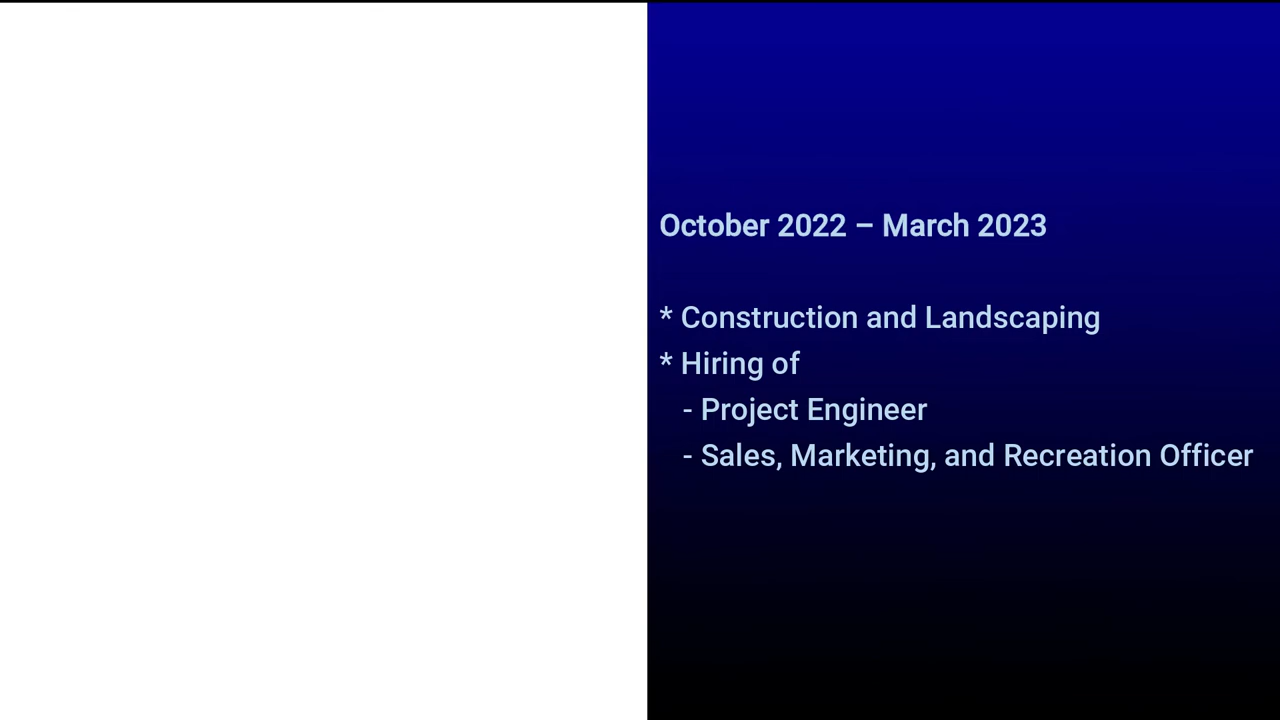 October 2022 – March 2023
* Construction and Landscaping
* Hiring of
- Project Engineer
- Sales, Marketing, and Recreation Officer